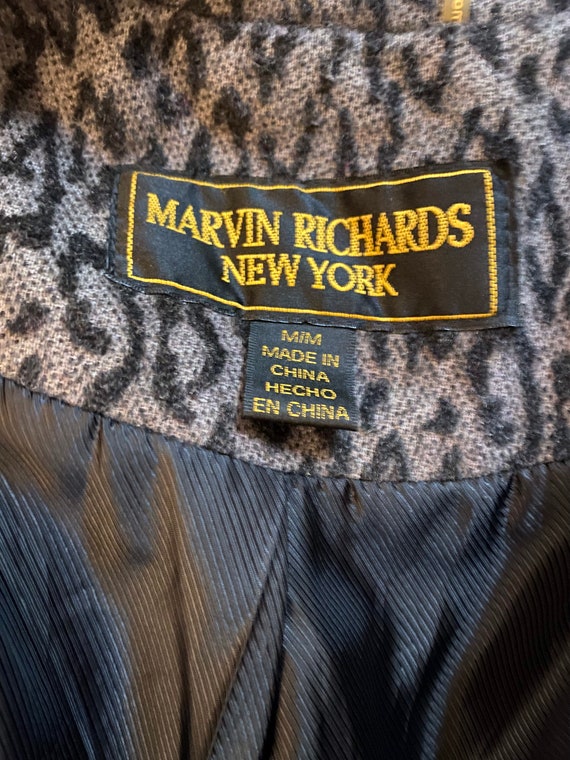 MARVIN RICHARDS
NEW YORK
M/M
MADE IN
CHINA
HECHO
EN CHINA